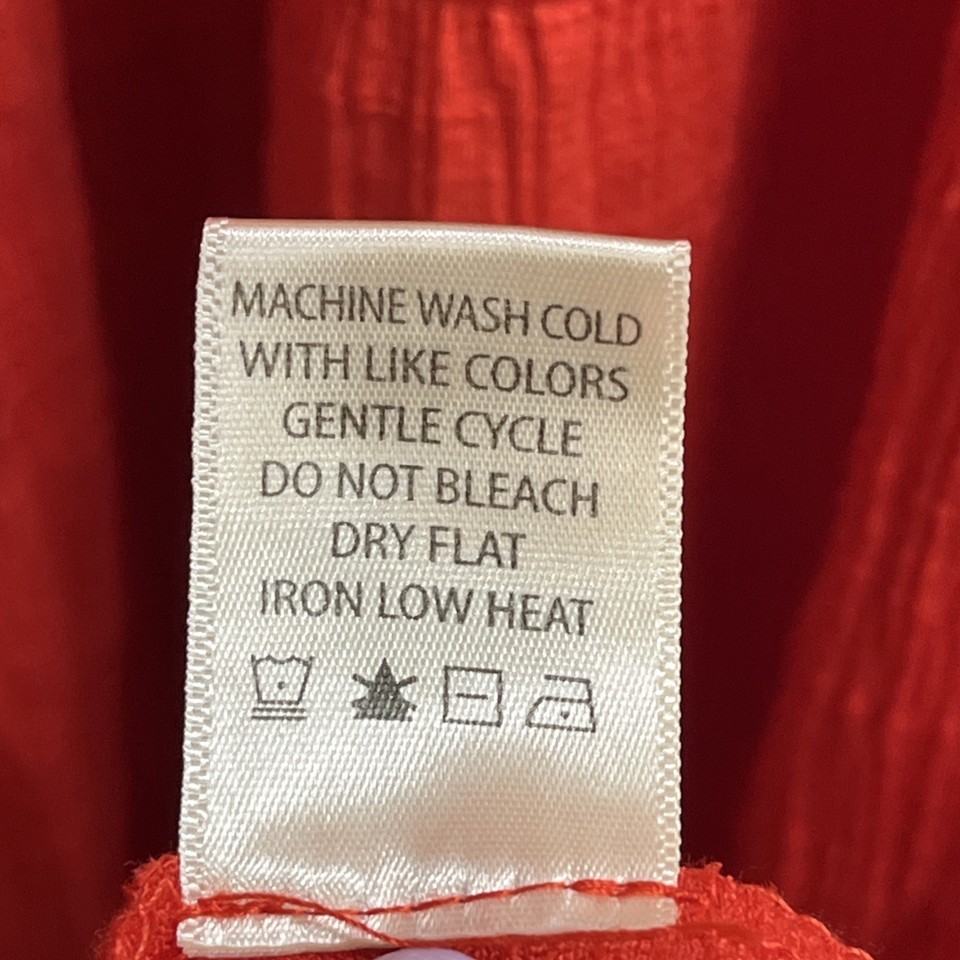 MACHINE WASH COLD
WITH LIKE COLORS
GENTLE CYCLE
DO NOT BLEACH
DRY FLAT
IRON LOW HEAT